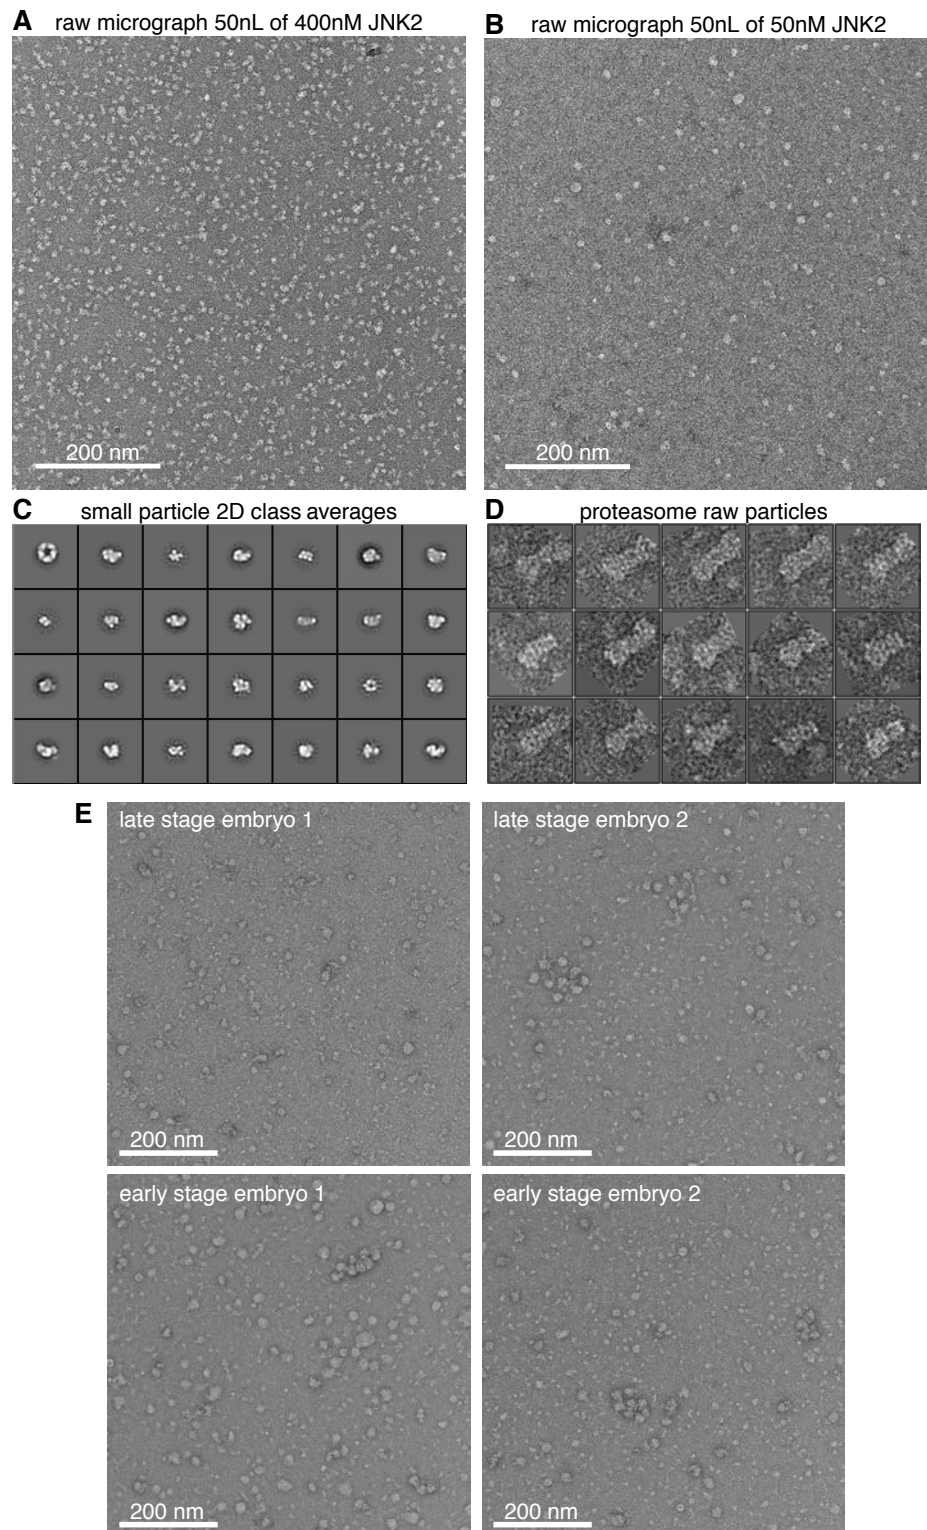 A raw micrograph 50nL of 400nM JNK2
B raw micrograph 50nL of 50nM JNK2
200 nm
200 nm
C small particle 2D class averages
D proteasome raw particles
E
late stage embryo 1
late stage embryo 2
200 nm
200 nm
early stage embryo 1
early stage embryo 2
200 nm
200 nm